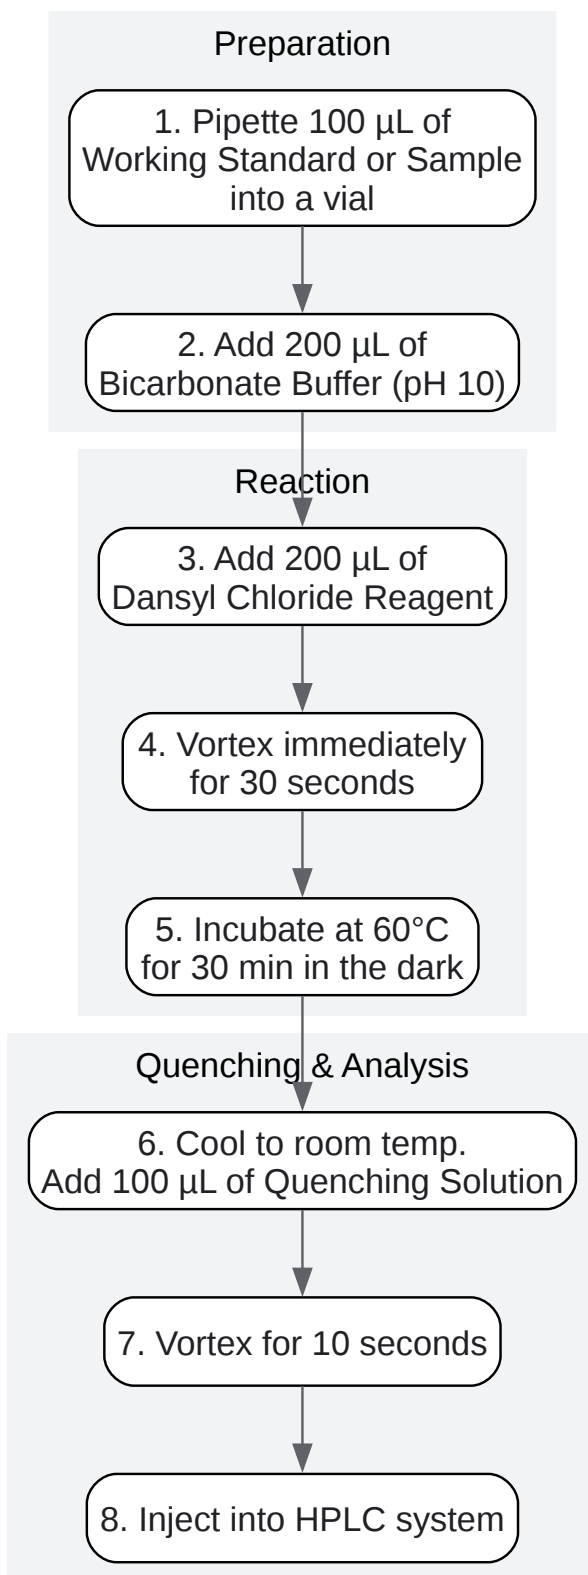 Preparation
1. Pipette 100 µL of
Working Standard or Sample
into a vial
2. Add 200 µL of
Bicarbonate Buffer (pH 10)
Reaction
3. Add 200 µL of
Dansyl Chloride Reagent
4. Vortex immediately
for 30 seconds
5. Incubate at 60°C
for 30 min in the dark
Quenching & Analysis
6. Cool to room temp.
Add 100 µL of Quenching Solution
7. Vortex for 10 seconds
8. Inject into HPLC system